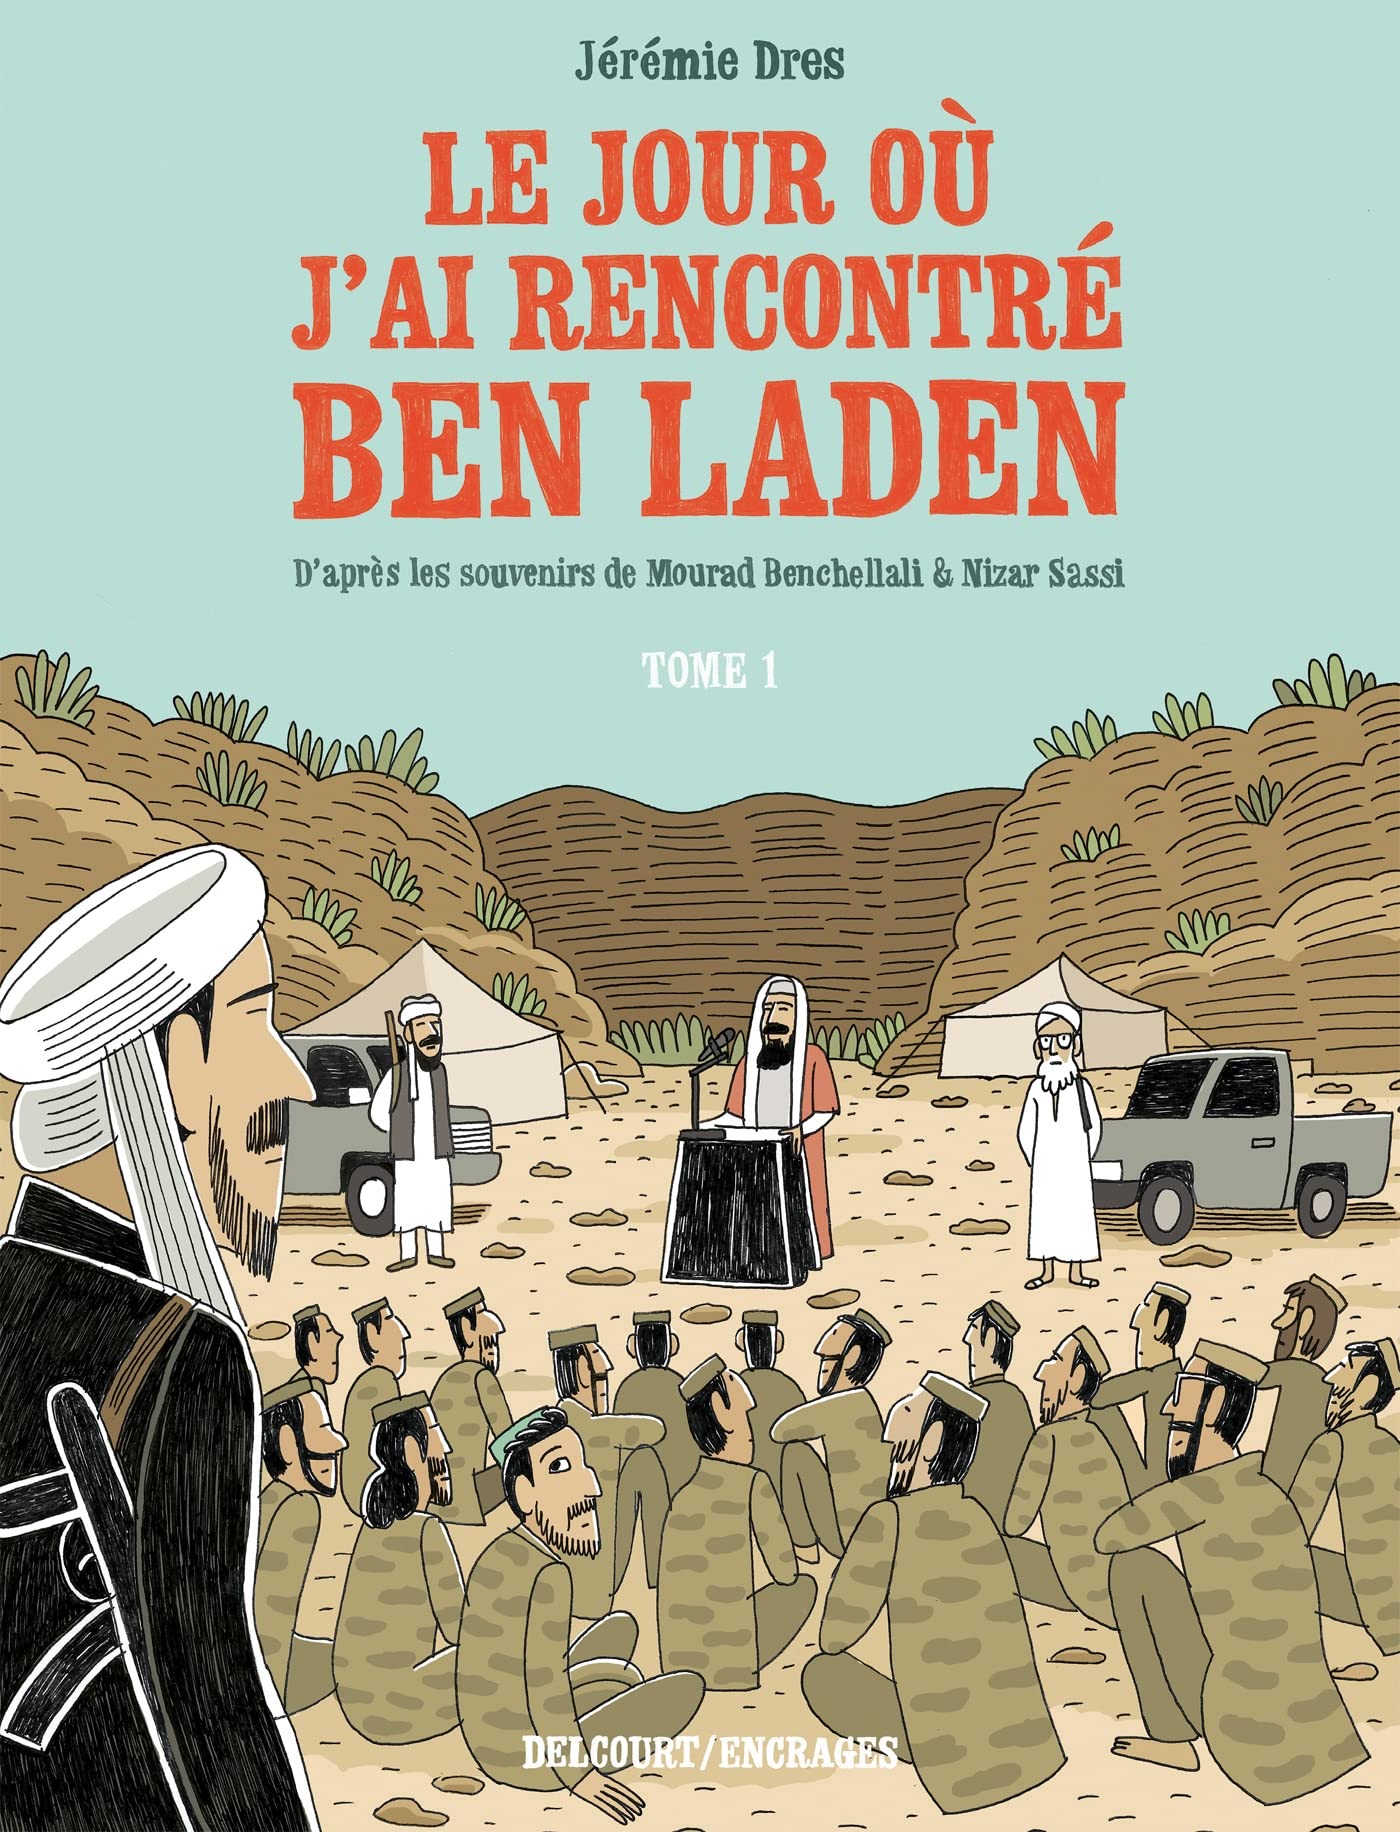 Jérémie Dres
LE JOUR OÙ
J'AI RENCONTRÉ
BEN LADEN
D'après les souvenirs de Mourad Benchellali & Nizar Sassi
TOME 1
DELCOURT/ENCRAGES